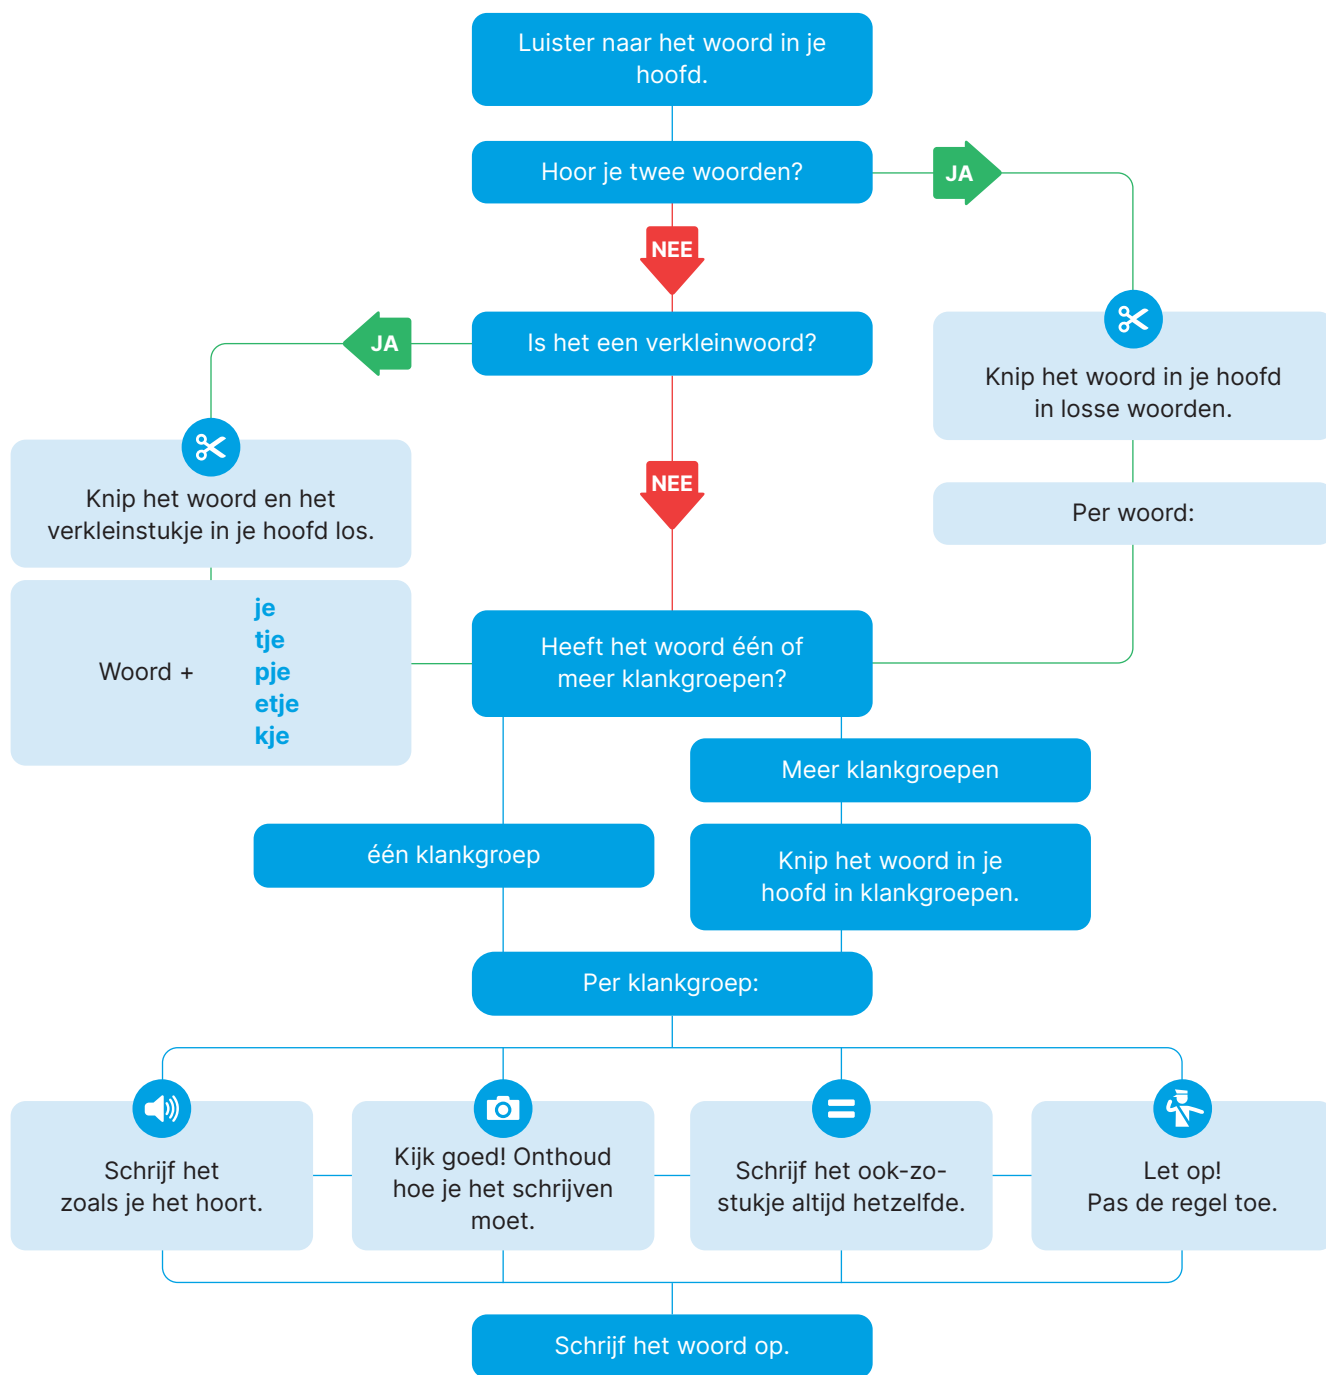 Luister naar het woord in je
hoofd.
Hoor je twee woorden?
JA
NEE
Is het een verkleinwoord?
JA
Knip het woord in je hoofd
in losse woorden.
Knip het woord en het
verkleinstukje in je hoofd los.
NEE
Per woord:
Woord +
je
tje
pje
etje
kje
Heeft het woord één of
meer klankgroepen?
Meer klankgroepen
één klankgroep
Knip het woord in je
hoofd in klankgroepen.
Per klankgroep:
Schrijf het
zoals je het hoort.
Kijk goed! Onthoud
hoe je het schrijven
moet.
Schrijf het ook-zo-
stukje altijd hetzelfde.
Let op!
Pas de regel toe.
Schrijf het woord op.